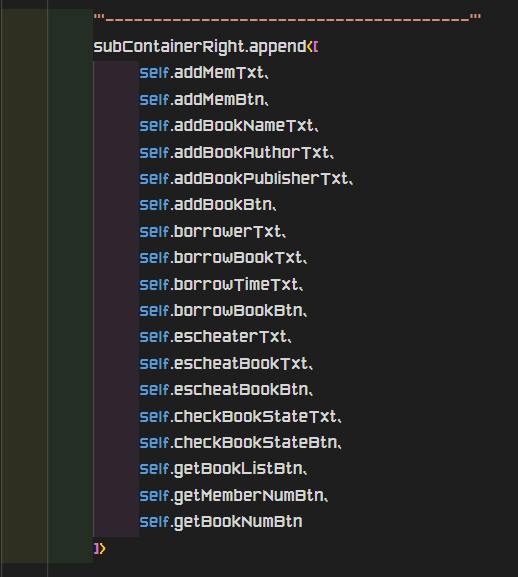 '''--------------------------------------'''
subContainerRight.append([
self.addMemTxt,
self.addMemBtn,
self.addBookNameTxt,
self.addBookAuthorTxt,
self.addBookPublisherTxt,
self.addBookBtn,
self.borrowerTxt,
self.borrowBookTxt,
self.borrowTimeTxt,
self.borrowBookBtn,
self.escheaterTxt,
self.escheatBookTxt,
self.escheatBookBtn,
self.checkBookStateTxt,
self.checkBookStateBtn,
self.getBookListBtn,
self.getMemberNumBtn,
self.getBookNumBtn
])